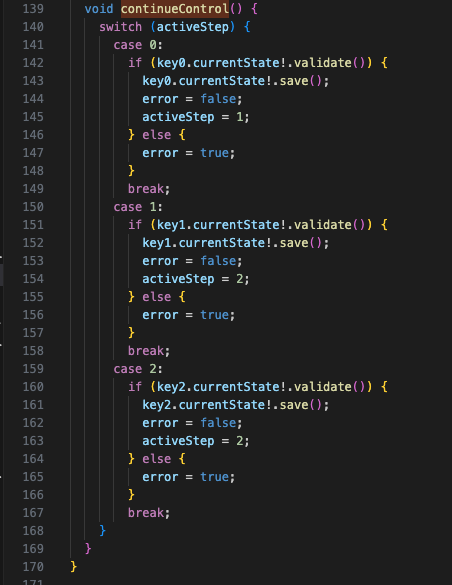 139 void continueControl() {
140 switch (activeStep) {
141 case 0:
142 if (key0.currentState!.validate()) {
143 key0.currentState!.save();
144 error = false;
145 activeStep = 1;
146 } else {
147 error = true;
148 }
149 break;
150 case 1:
151 if (key1.currentState!.validate()) {
152 key1.currentState!.save();
153 error = false;
154 activeStep = 2;
155 } else {
156 error = true;
157 }
158 break;
159 case 2:
160 if (key2.currentState!.validate()) {
161 key2.currentState!.save();
162 error = false;
163 activeStep = 2;
164 } else {
165 error = true;
166 }
167 break;
168 }
169 }
170 }
171